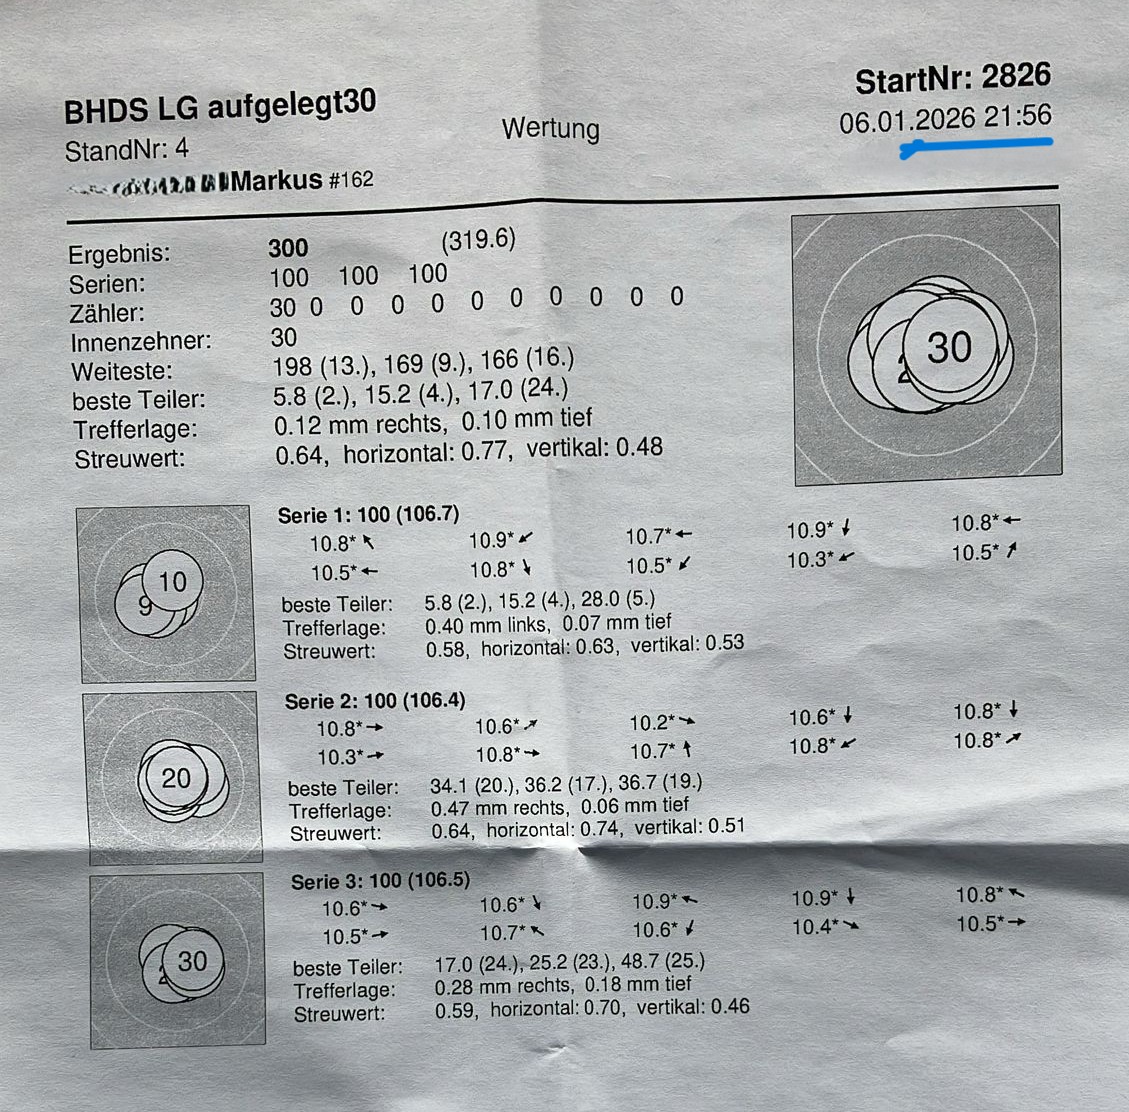 BHDS LG aufgelegt30
StandNr: 4
Markus #162
Wertung
StartNr: 2826
06.01.2026 21:56
Ergebnis: 300 (319.6)
Serien: 100 100 100
Zähler: 30 0 0 0 0 0 0 0 0 0 0
Innenzehner: 30
Weiteste: 198 (13.), 169 (9.), 166 (16.)
beste Teiler: 5.8 (2.), 15.2 (4.), 17.0 (24.)
Trefferlage: 0.12 mm rechts, 0.10 mm tief
Streuwert: 0.64, horizontal: 0.77, vertikal: 0.48
30
Serie 1: 100 (106.7)
10.8*↖ 10.9*↙ 10.7*← 10.9*↓ 10.8*←
10.5*← 10.8*↘ 10.5*↙ 10.3*↙ 10.5*↗
beste Teiler: 5.8 (2.), 15.2 (4.), 28.0 (5.)
Trefferlage: 0.40 mm links, 0.07 mm tief
Streuwert: 0.58, horizontal: 0.63, vertikal: 0.53
10
9
Serie 2: 100 (106.4)
10.8*→ 10.6*↗ 10.2*↘ 10.6*↓ 10.8*↓
10.3*→ 10.8*→ 10.7*↑ 10.8*↙ 10.8*↗
beste Teiler: 34.1 (20.), 36.2 (17.), 36.7 (19.)
Trefferlage: 0.47 mm rechts, 0.06 mm tief
Streuwert: 0.64, horizontal: 0.74, vertikal: 0.51
20
Serie 3: 100 (106.5)
10.6*→ 10.6*↘ 10.9*↖ 10.9*↓ 10.8*↖
10.5*→ 10.7*↖ 10.6*↙ 10.4*↘ 10.5*→
beste Teiler: 17.0 (24.), 25.2 (23.), 48.7 (25.)
Trefferlage: 0.28 mm rechts, 0.18 mm tief
Streuwert: 0.59, horizontal: 0.70, vertikal: 0.46
30